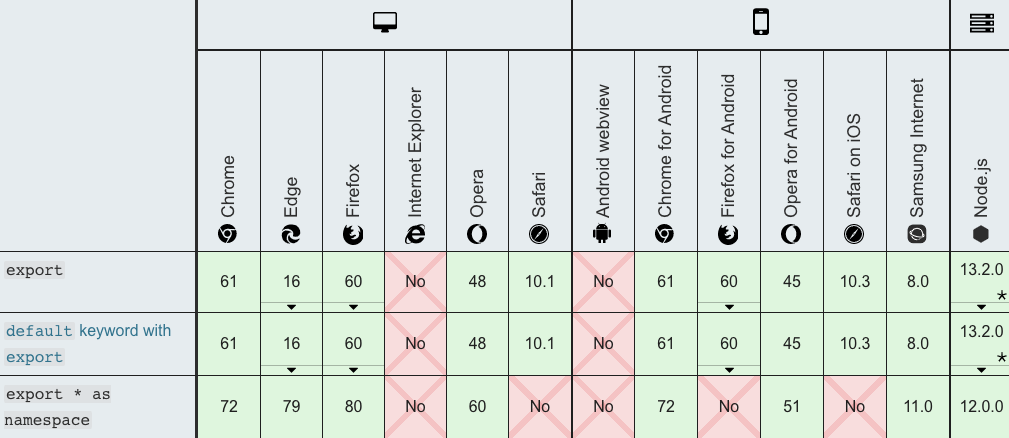 Chrome
Edge
Firefox
Internet Explorer
Opera
Safari
Android webview
Chrome for Android
Firefox for Android
Opera for Android
Safari on iOS
Samsung Internet
Node.js
export
61 16 60 No 48 10.1 No 61 60 45 10.3 8.0 13.2.0
*
default keyword with
export
61 16 60 No 48 10.1 No 61 60 45 10.3 8.0 13.2.0
*
export * as
namespace
72 79 80 No 60 No No 72 No 51 No 11.0 12.0.0